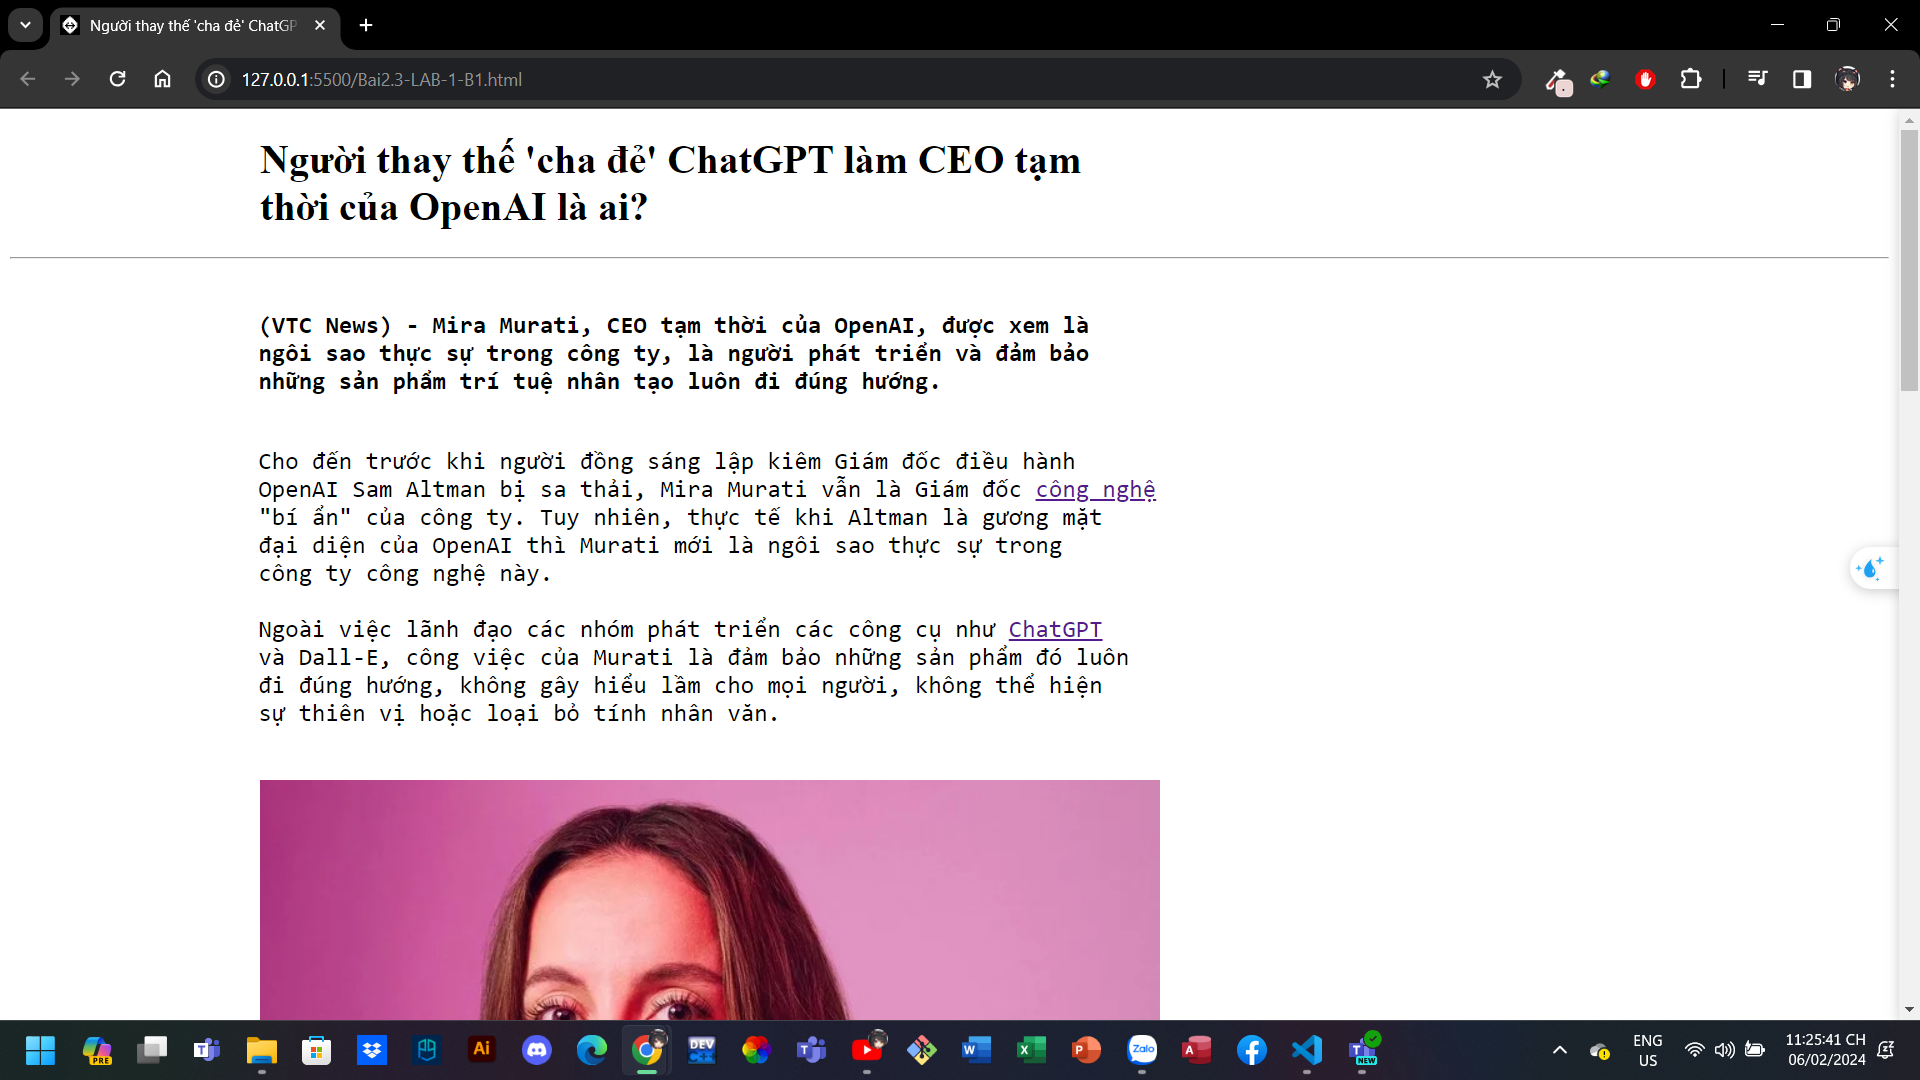 Người thay thế 'cha đẻ' ChatGP
127.0.0.1:5500/Bai2.3-LAB-1-B1.html
Người thay thế 'cha đẻ' ChatGPT làm CEO tạm
thời của OpenAI là ai?
(VTC News) - Mira Murati, CEO tạm thời của OpenAI, được xem là
ngôi sao thực sự trong công ty, là người phát triển và đảm bảo
những sản phẩm trí tuệ nhân tạo luôn đi đúng hướng.
Cho đến trước khi người đồng sáng lập kiêm Giám đốc điều hành
OpenAI Sam Altman bị sa thải, Mira Murati vẫn là Giám đốc công nghệ
"bí ẩn" của công ty. Tuy nhiên, thực tế khi Altman là gương mặt
đại diện của OpenAI thì Murati mới là ngôi sao thực sự trong
công ty công nghệ này.
Ngoài việc lãnh đạo các nhóm phát triển các công cụ như ChatGPT
và Dall-E, công việc của Murati là đảm bảo những sản phẩm đó luôn
đi đúng hướng, không gây hiểu lầm cho mọi người, không thể hiện
sự thiên vị hoặc loại bỏ tính nhân văn.
PRE
Ai
DEV
C++
Zalo
NEW
ENG
US
11:25:41 CH
06/02/2024